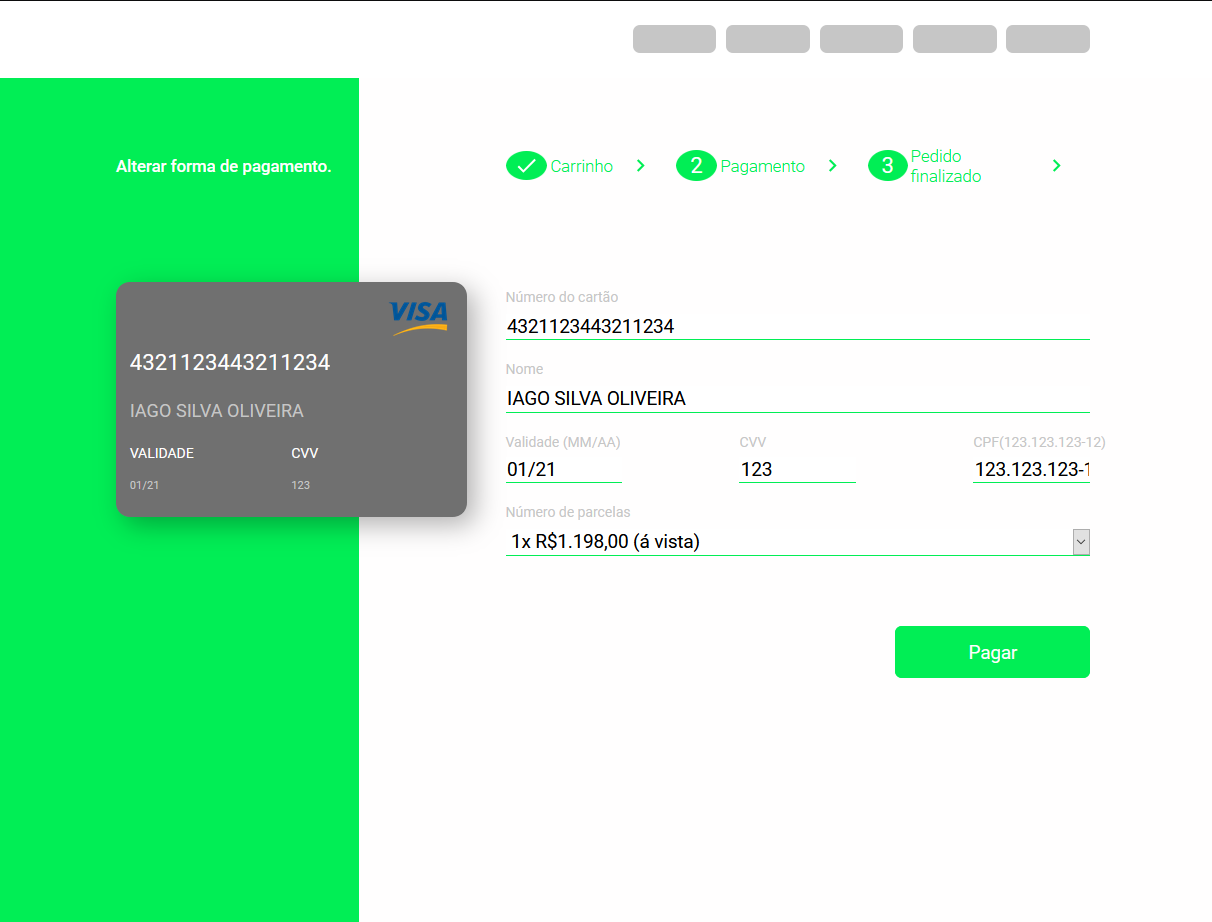 Alterar forma de pagamento.
Carrinho
2 Pagamento
3 Pedido
finalizado
VISA
4321123443211234
IAGO SILVA OLIVEIRA
VALIDADE CVV
01/21 123
Número do cartão
4321123443211234
Nome
IAGO SILVA OLIVEIRA
Validade (MM/AA) CVV CPF(123.123.123-12)
01/21 123 123.123.123-1
Número de parcelas
1x R$1.198,00 (á vista)
Pagar